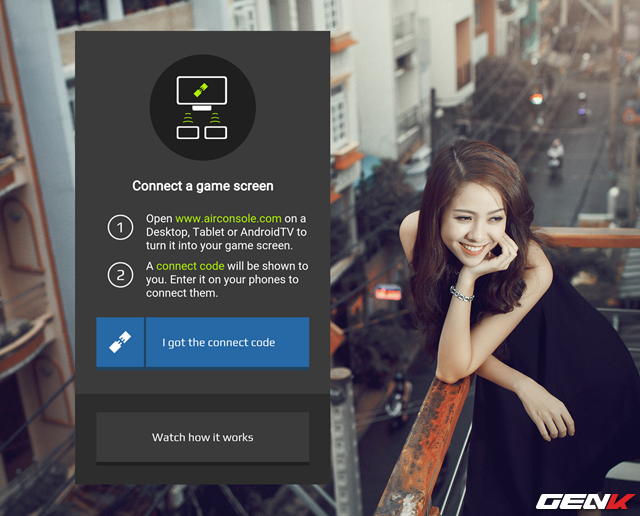 Connect a game screen
1 Open www.airconsole.com on a
Desktop, Tablet or AndroidTV to
turn it into your game screen.
2 A connect code will be shown to
you. Enter it on your phones to
connect them.
I got the connect code
Watch how it works
GENK